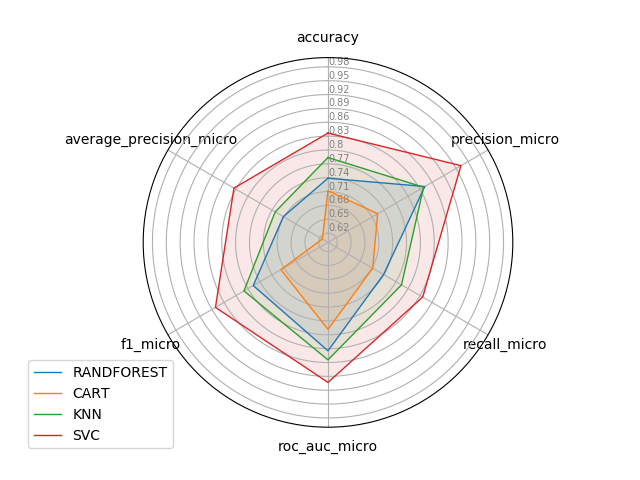 accuracy
0.98
0.95
0.92
0.89
0.86
0.83
0.8
0.77
0.74
0.71
0.68
0.65
0.62
average_precision_micro
precision_micro
f1_micro
recall_micro
roc_auc_micro
RANDFOREST
CART
KNN
SVC